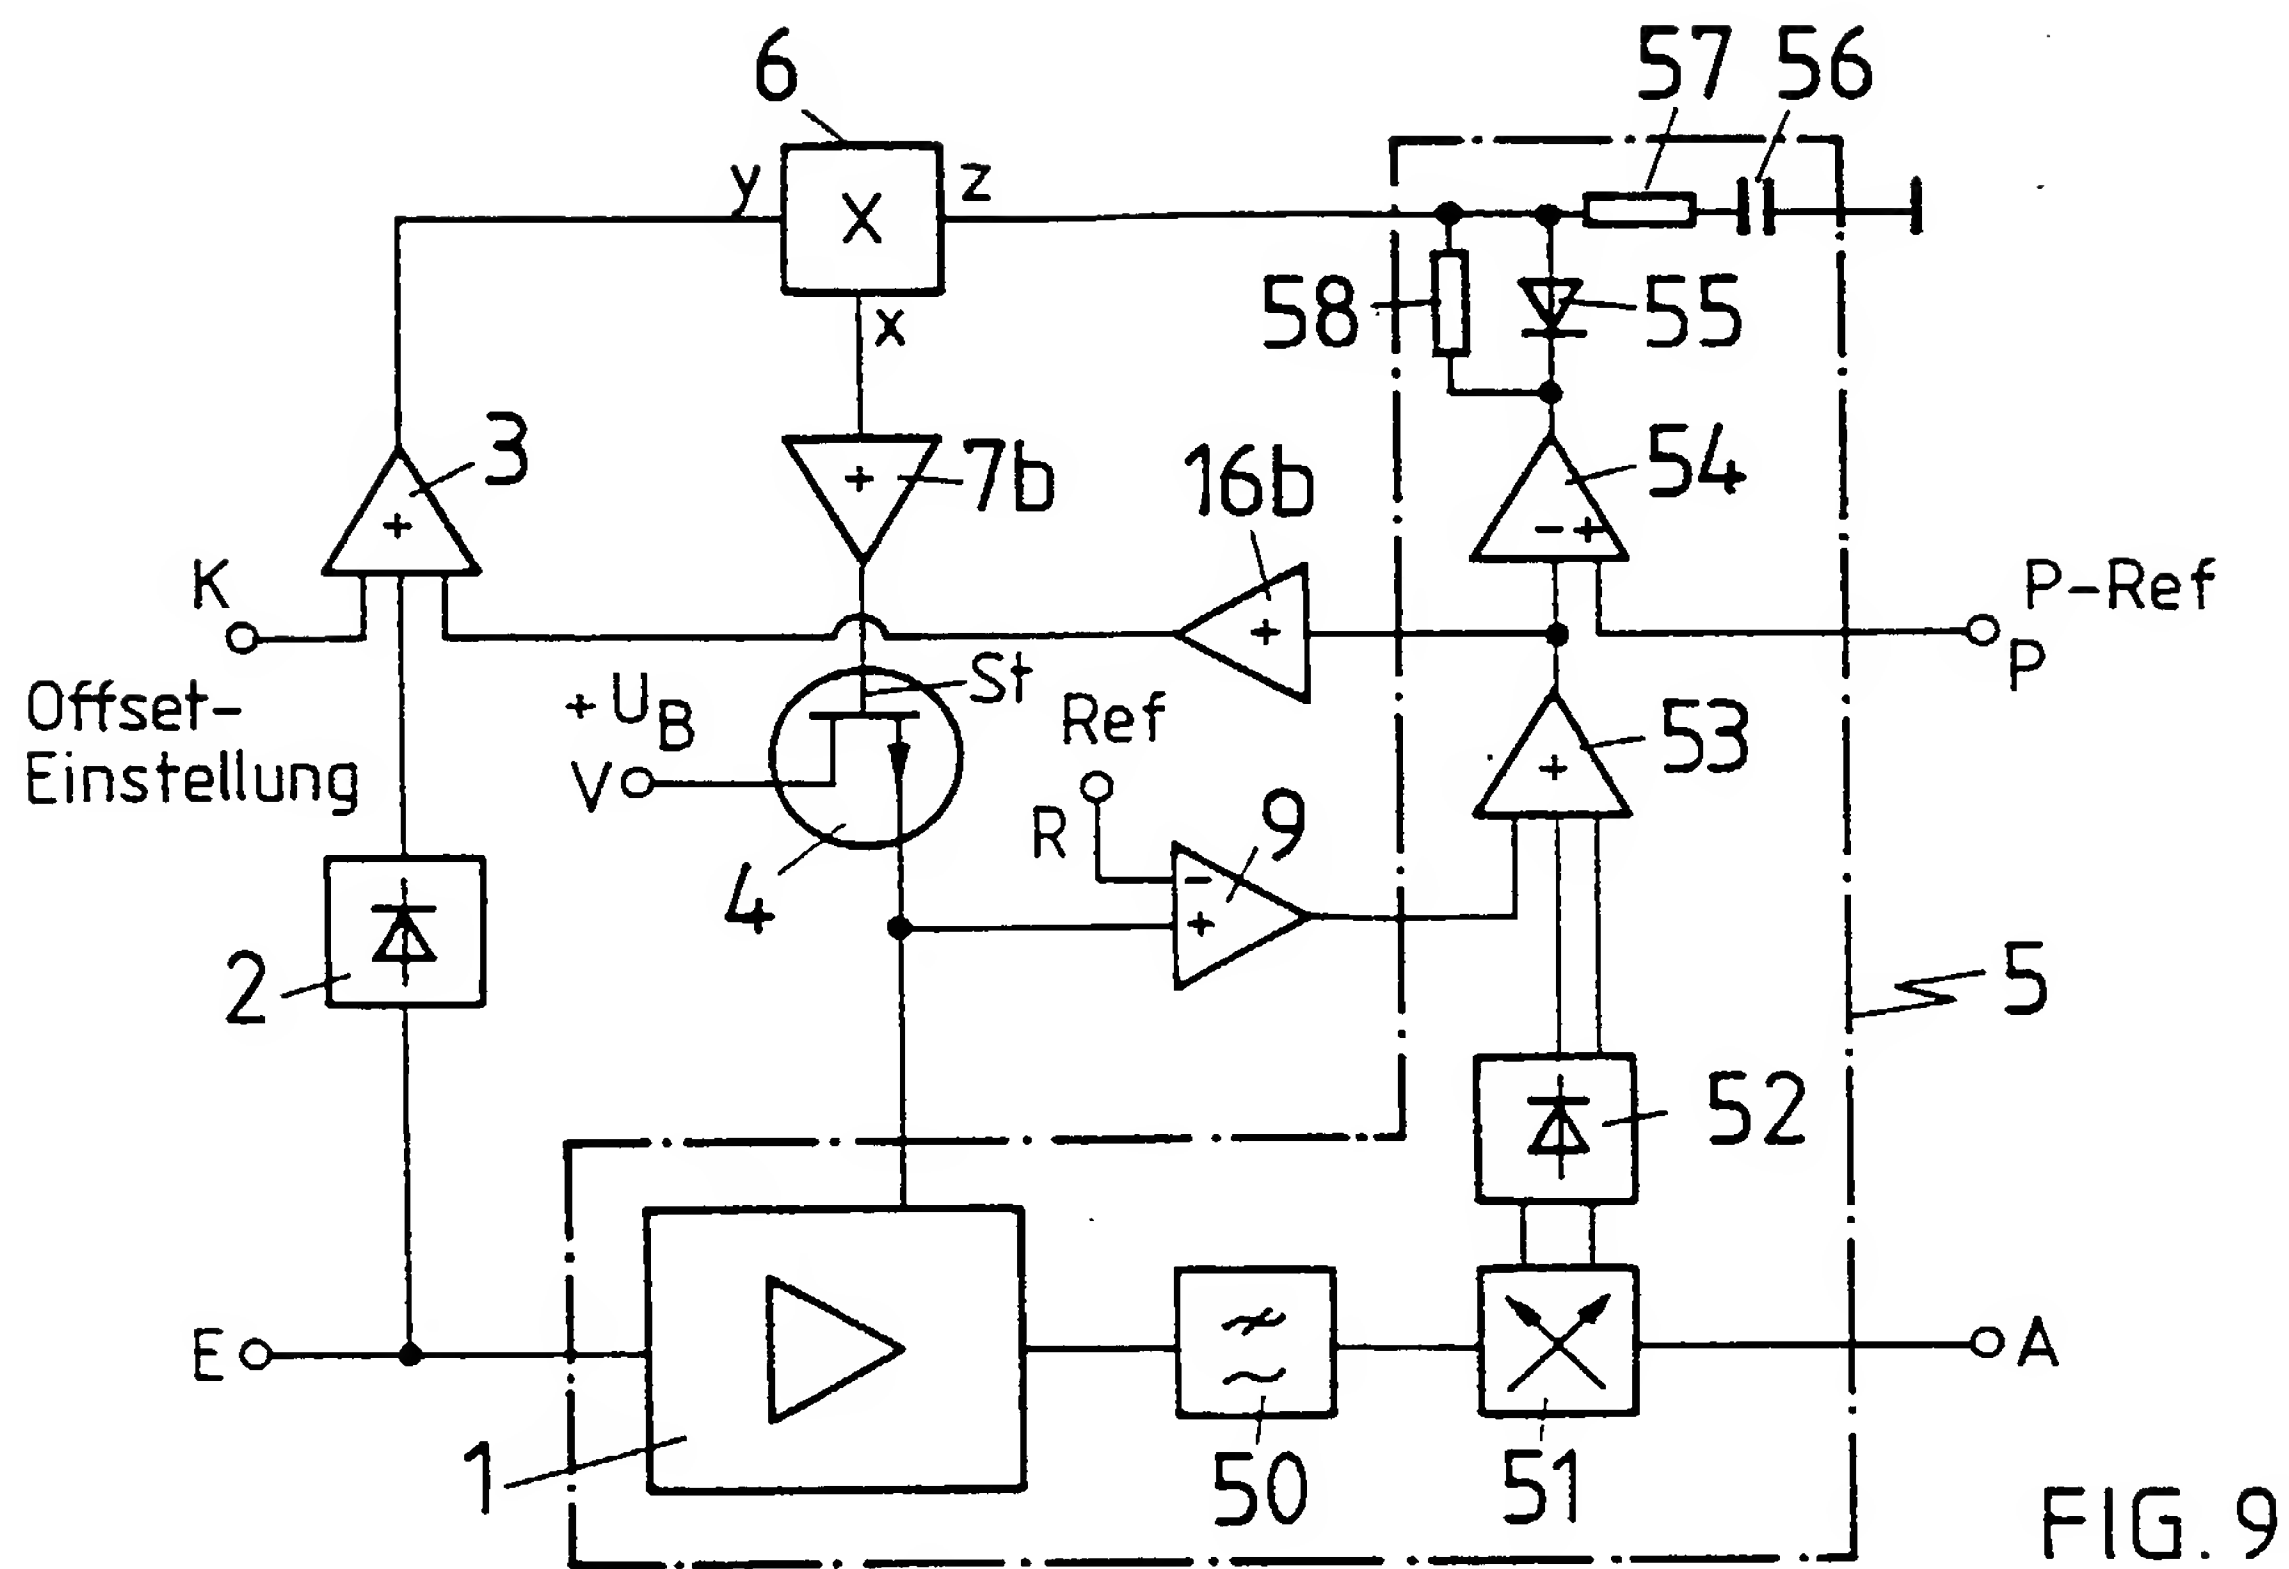 6
57 56
y
X
z
x
58
55
3
+
7b
+
16b
+
54
- +
K
Offset-
Einstellung
P-Ref
P
+ U_B
V
St
Ref
R
4
9
-
+
53
+
2
5
52
E
1
50
51
A
FIG. 9